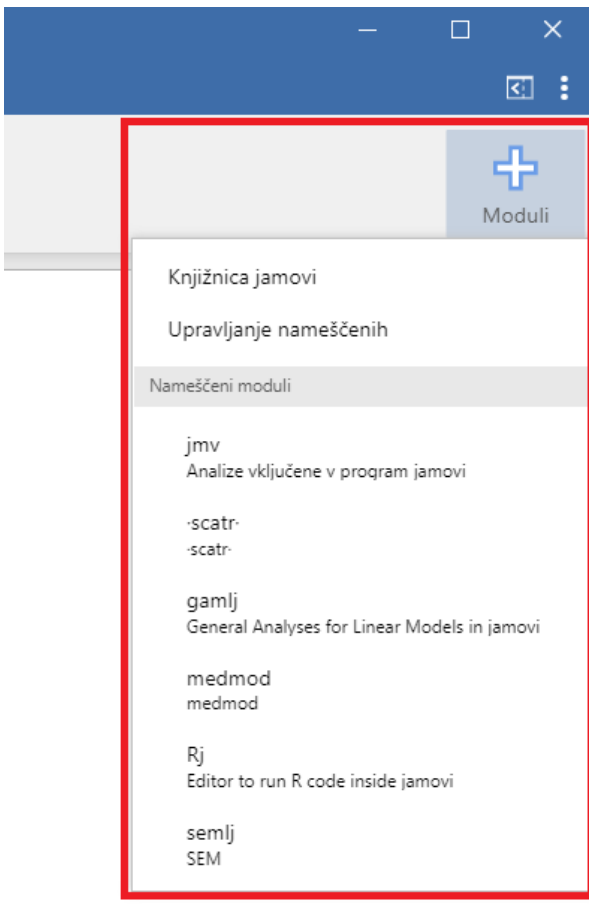 Moduli
Knjižnica jamovi
Upravljanje nameščenih
Nameščeni moduli
jmv
Analize vključene v program jamovi
·scatr·
·scatr·
gamlj
General Analyses for Linear Models in jamovi
medmod
medmod
Rj
Editor to run R code inside jamovi
semlj
SEM